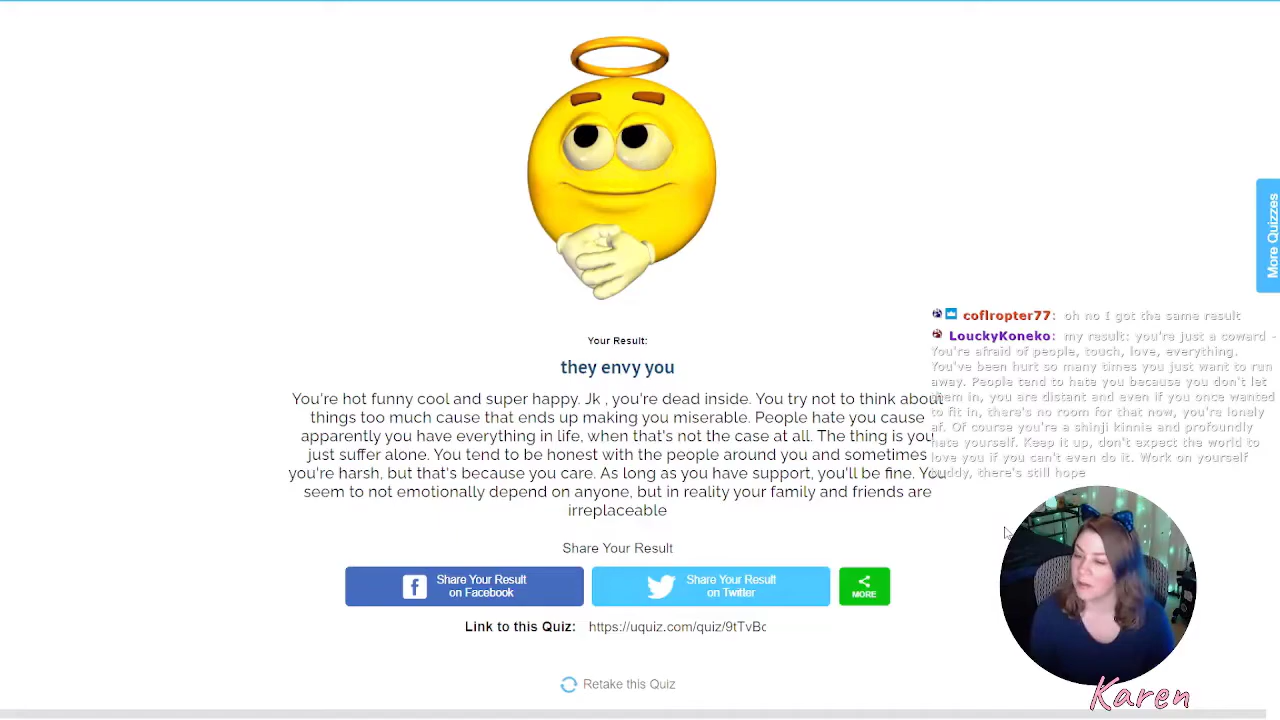 More Quizzes
Your Result:
they envy you
You're hot funny cool and super happy. Jk , you're dead inside. You try not to think about
things too much cause that ends up making you miserable. People hate you cause
apparently you have everything in life, when that's not the case at all. The thing is you
just suffer alone. You tend to be honest with the people around you and sometimes
you're harsh, but that's because you care. As long as you have support, you'll be fine. You
seem to not emotionally depend on anyone, but in reality your family and friends are
irreplaceable
Share Your Result
Share Your Result
on Facebook
Share Your Result
on Twitter
MORE
Link to this Quiz: https://uquiz.com/quiz/9tTvBc
Retake this Quiz
coflropter77: oh no I got the same result
LouckyKoneko: my result: you're just a coward -
You're afraid of people, touch, love, everything.
You've been hurt so many times you just want to run
away. People tend to hate you because you don't let
them in, you are distant and even if you once wanted
to fit in, there's no room for that now, you're lonely
af. Of course you're a shinji kinnie and profoundly
hate yourself. Keep it up, don't expect the world to
love you if you can't even do it. Work on yourself
buddy, there's still hope
Karen